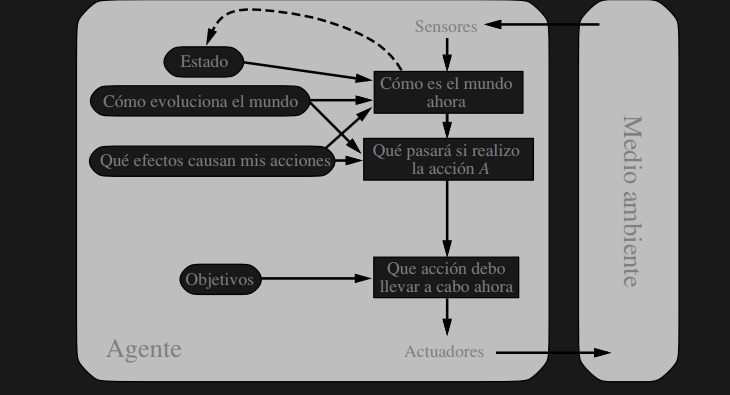 Sensores
Estado
Cómo es el mundo
ahora
Cómo evoluciona el mundo
Qué efectos causan mis acciones
Qué pasará si realizo
la acción A
Objetivos
Que acción debo
llevar a cabo ahora
Agente
Actuadores
Medio ambiente